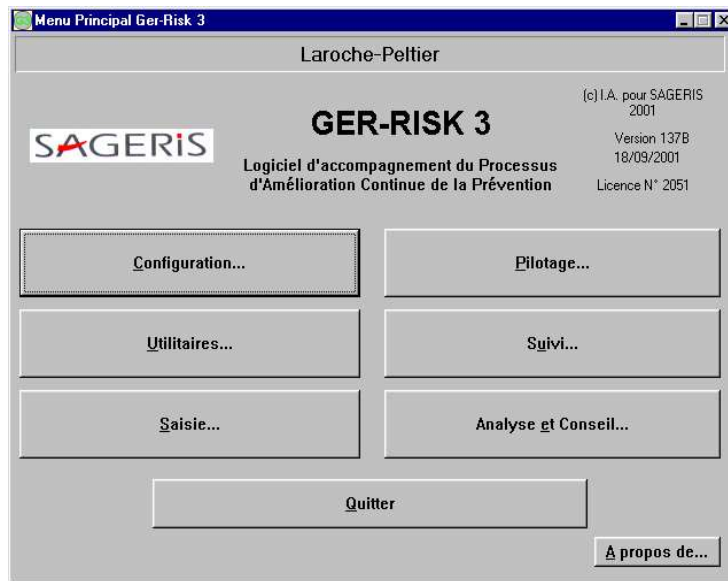 Menu Principal Ger-Risk 3
Laroche-Peltier
SAGERiS
GER-RISK 3
Logiciel d'accompagnement du Processus
d'Amélioration Continue de la Prévention
(c) I.A. pour SAGERIS
2001
Version 137B
18/09/2001
Licence N° 2051
Configuration...
Pilotage...
Utilitaires...
Suivi...
Saisie...
Analyse et Conseil...
Quitter
A propos de...